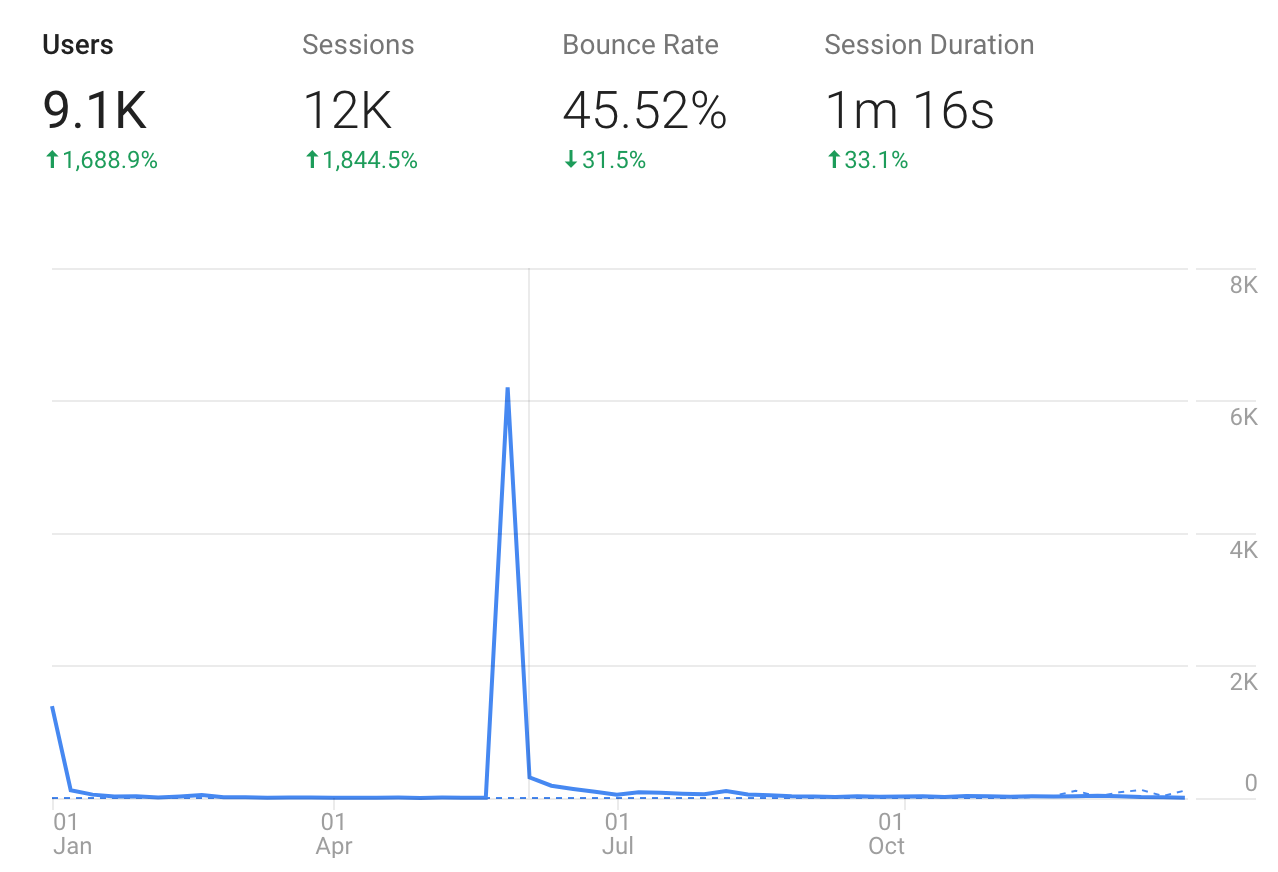 Users Sessions Bounce Rate Session Duration
9.1K 12K 45.52% 1m 16s
↑1,688.9% ↑1,844.5% ↓31.5% ↑33.1%
8K
6K
4K
2K
0
01 01 01 01
Jan Apr Jul Oct